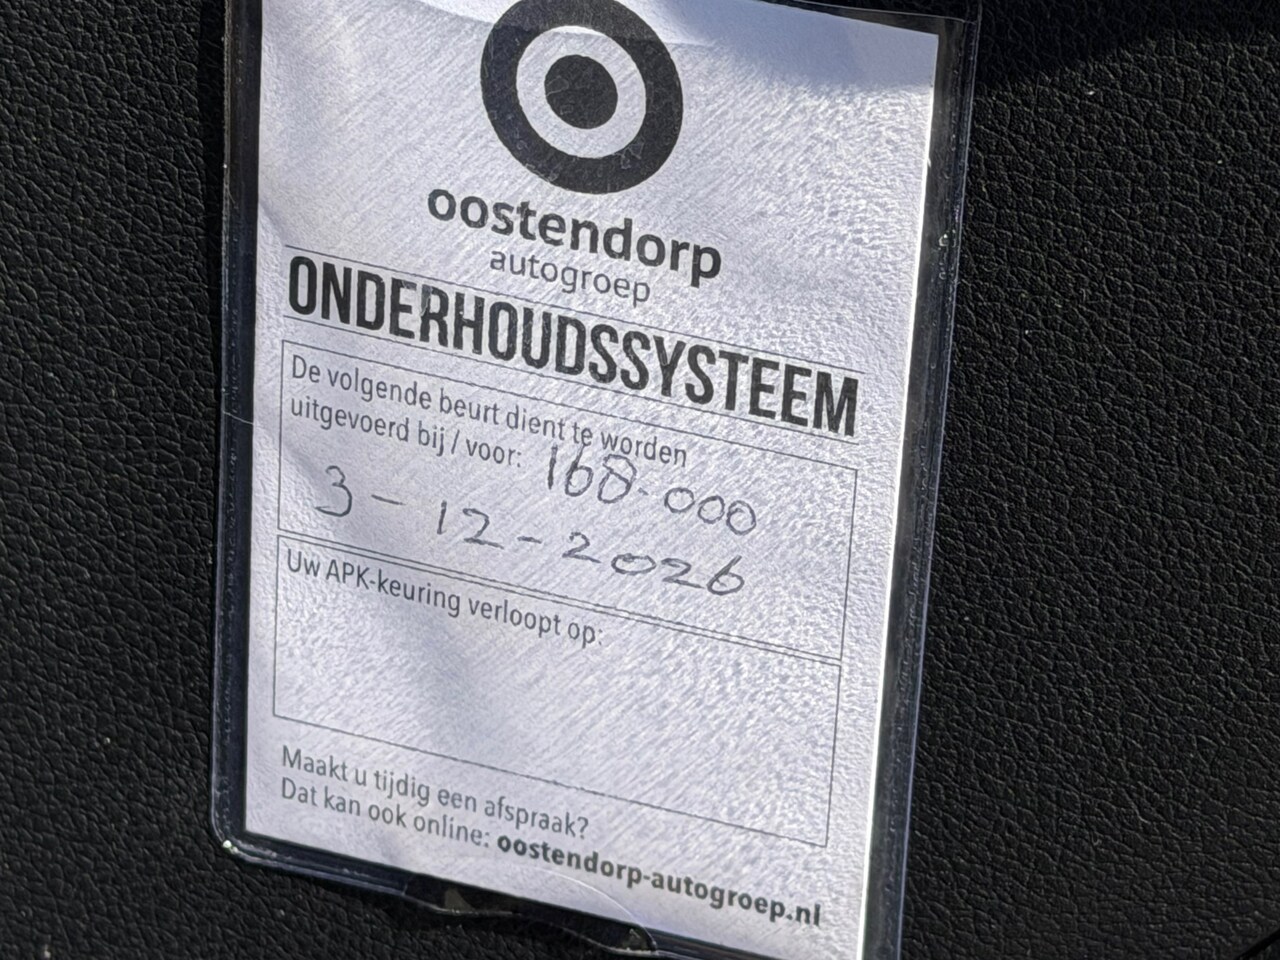 oostendorp
autogroep
ONDERHOUDSSYSTEEM
De volgende beurt dient te worden
uitgevoerd bij / voor: 168.000
3-12-2026
Uw APK-keuring verloopt op:
Maakt u tijdig een afspraak?
Dat kan ook online: oostendorp-autogroep.nl